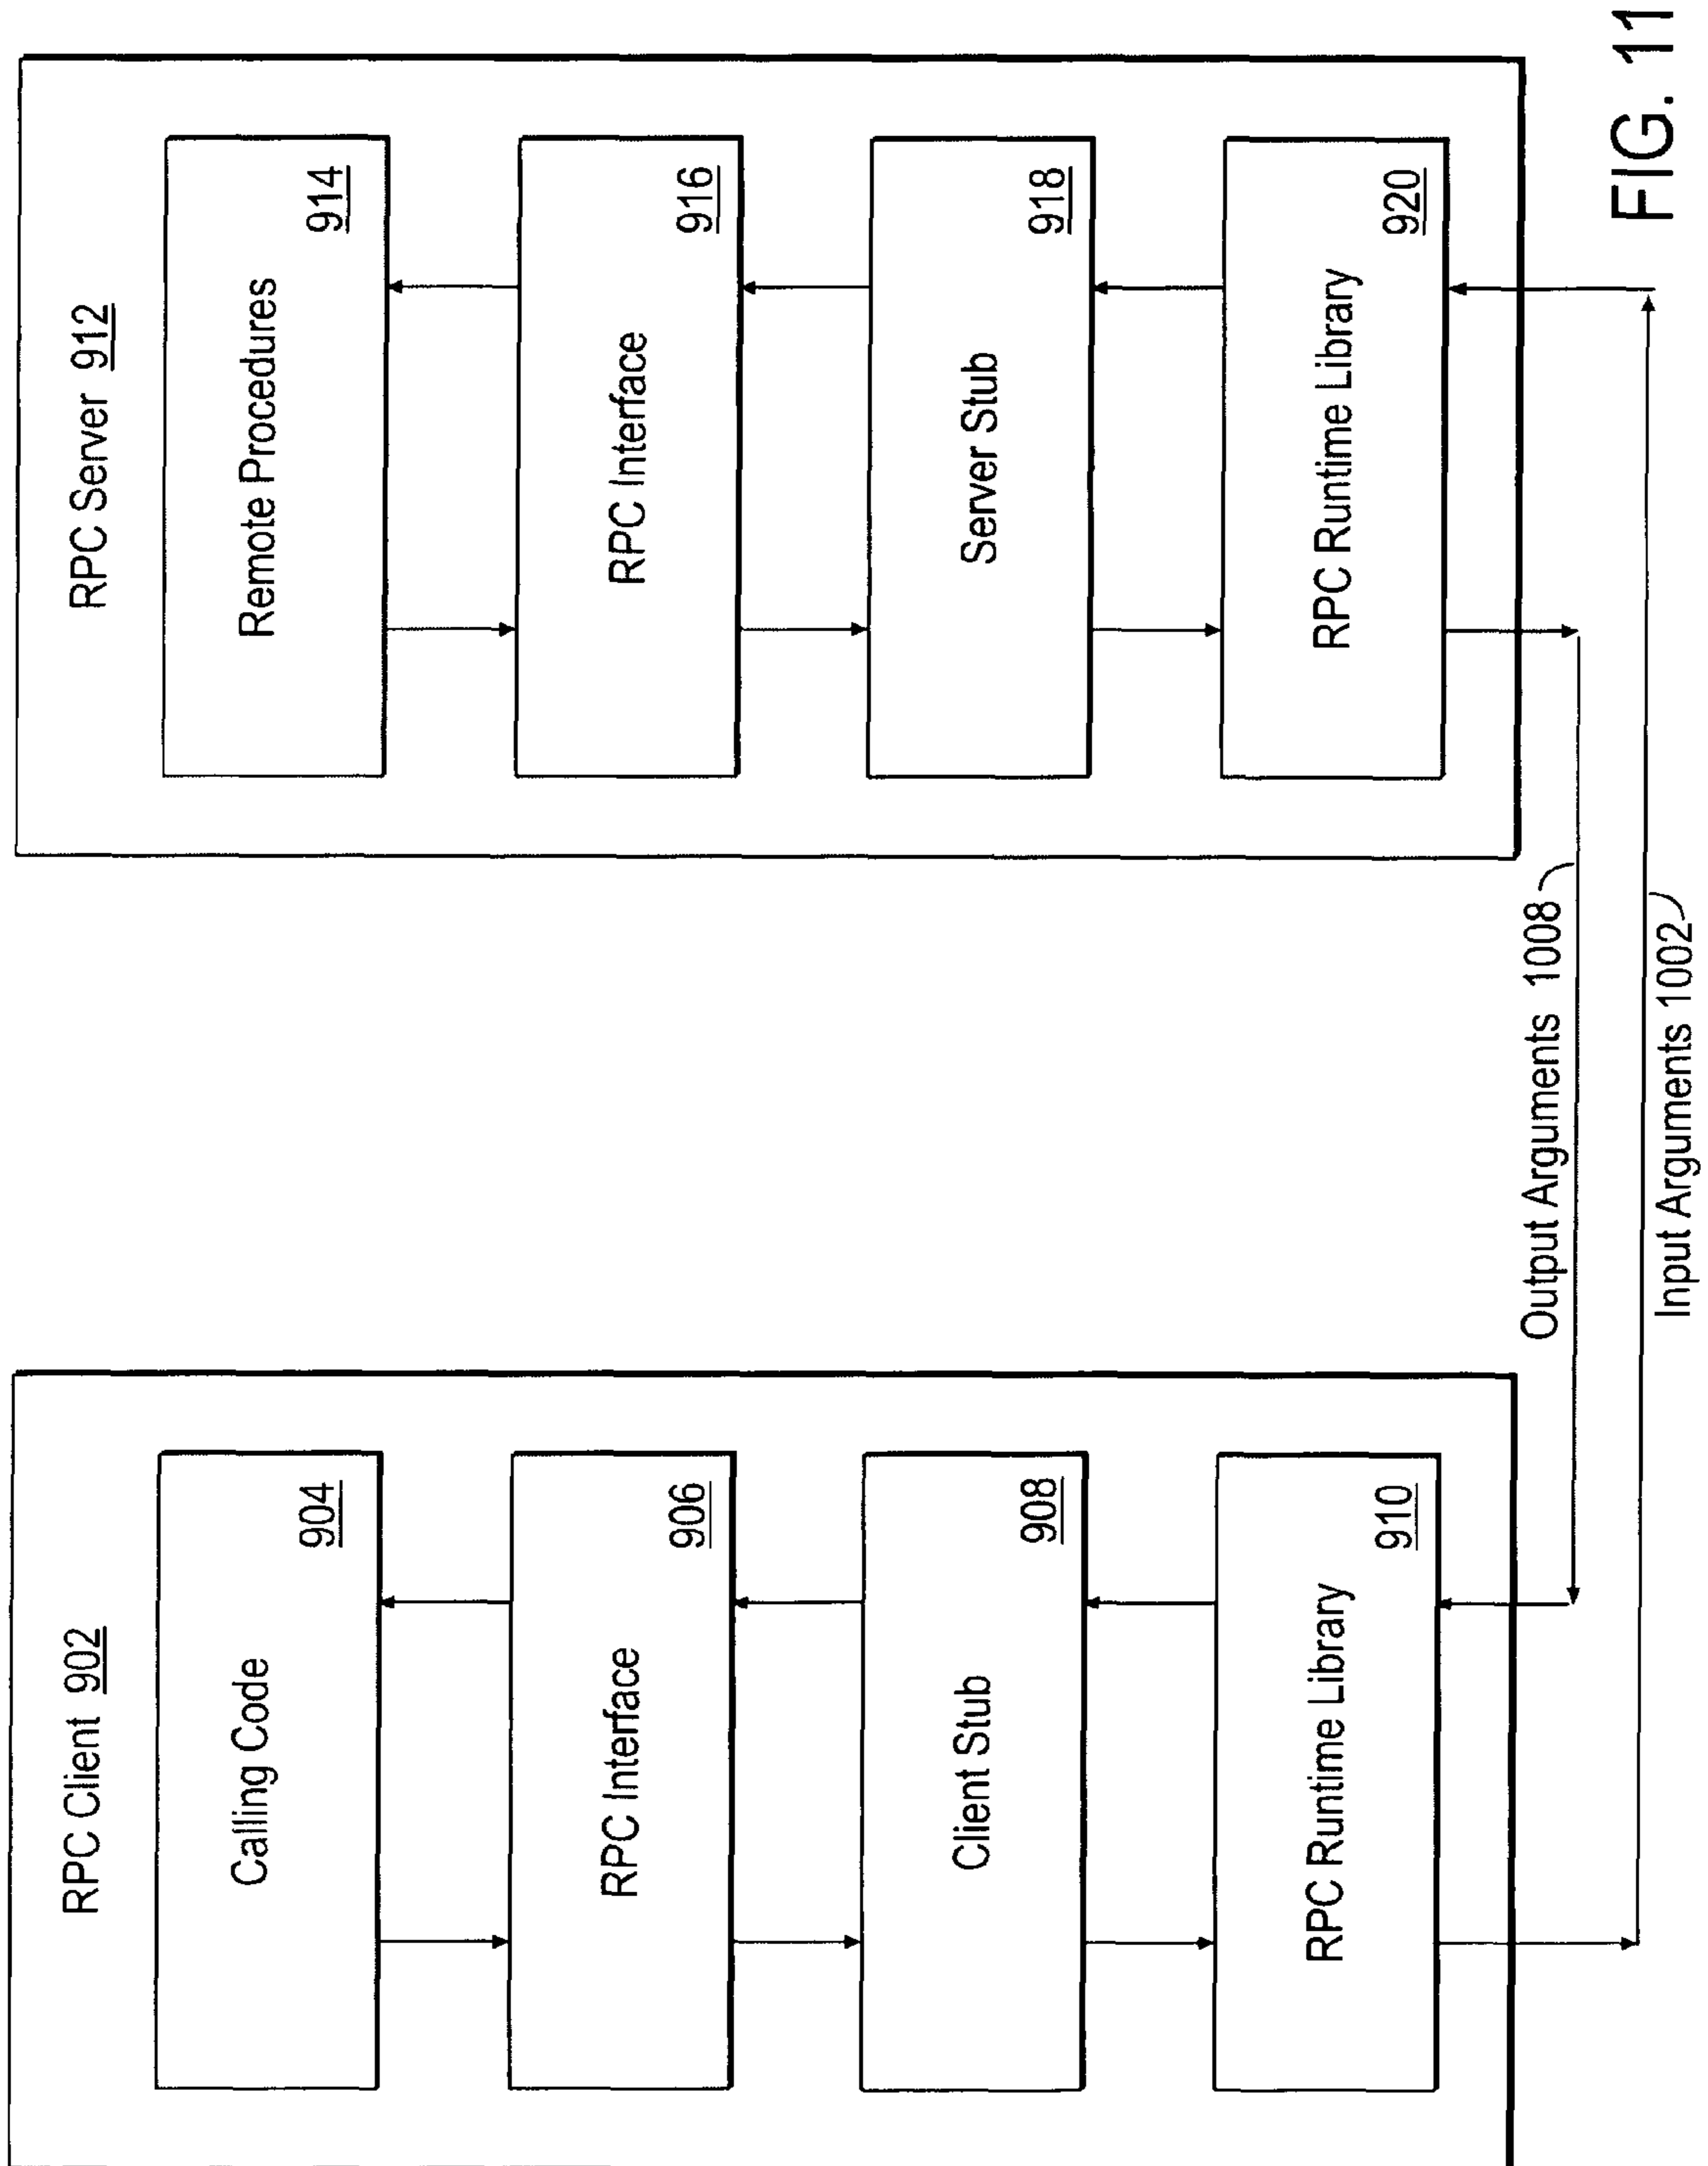 RPC Client 902
Calling Code
904
RPC Interface
906
Client Stub
908
RPC Runtime Library
910
RPC Server 912
Remote Procedures
914
RPC Interface
916
Server Stub
918
RPC Runtime Library
920
Output Arguments 1008
Input Arguments 1002
FIG. 11